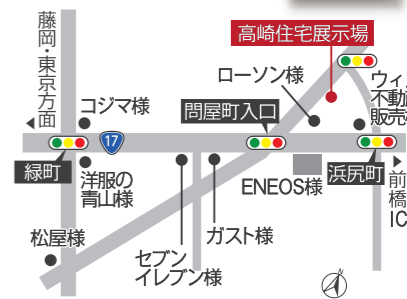 藤岡・東京方面
高崎住宅展示場
ローソン様
ウィ
不動
販売
コジマ様
問屋町入口
17
緑町
洋服の
青山様
ENEOS様
浜尻町
前橋IC
松屋様
セブン
イレブン様
ガスト様